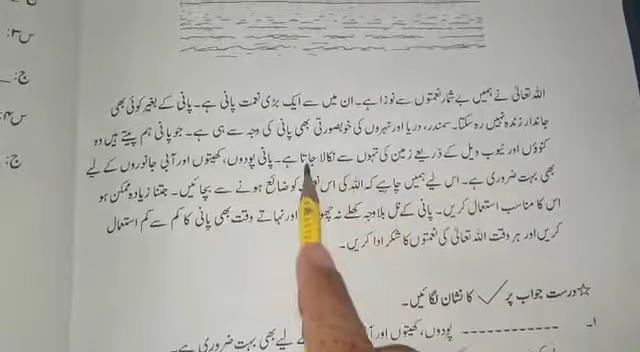 س۳:
ج:
س۴:
ج:
اللہ تعالیٰ نے ہمیں بے شمار نعمتوں سے نوازا ہے۔ ان میں سے ایک بڑی نعمت پانی ہے۔ پانی کے بغیر کوئی بھی
جاندار زندہ نہیں رہ سکتا۔ سمندر، دریا اور نہروں کی خوبصورتی بھی پانی کی وجہ سے ہی ہے۔ جو پانی ہم پیتے ہیں وہ
کنوؤں اور ٹیوب ویل کے ذریعے زمین کی تہوں سے نکالا جاتا ہے۔ پانی پودوں، کھیتوں اور آبی جانوروں کے لیے
بھی بہت ضروری ہے۔ اس لیے ہمیں چاہیے کہ اللہ کی اس کو ضائع ہونے سے بچائیں۔ جتنا زیادہ ممکن ہو
اس کا مناسب استعمال کریں۔ پانی کے نل بلاوجہ کھلے نہ اور نہاتے وقت بھی پانی کا کم سے کم استعمال
کریں اور ہر وقت اللہ تعالیٰ کی نعمتوں کا شکر ادا کریں۔
☆ درست جواب پر ✓ کا نشان لگائیں۔
۱۔ ------------ پودوں، کھیتوں اور لیے بھی بہت ضروری ہے۔